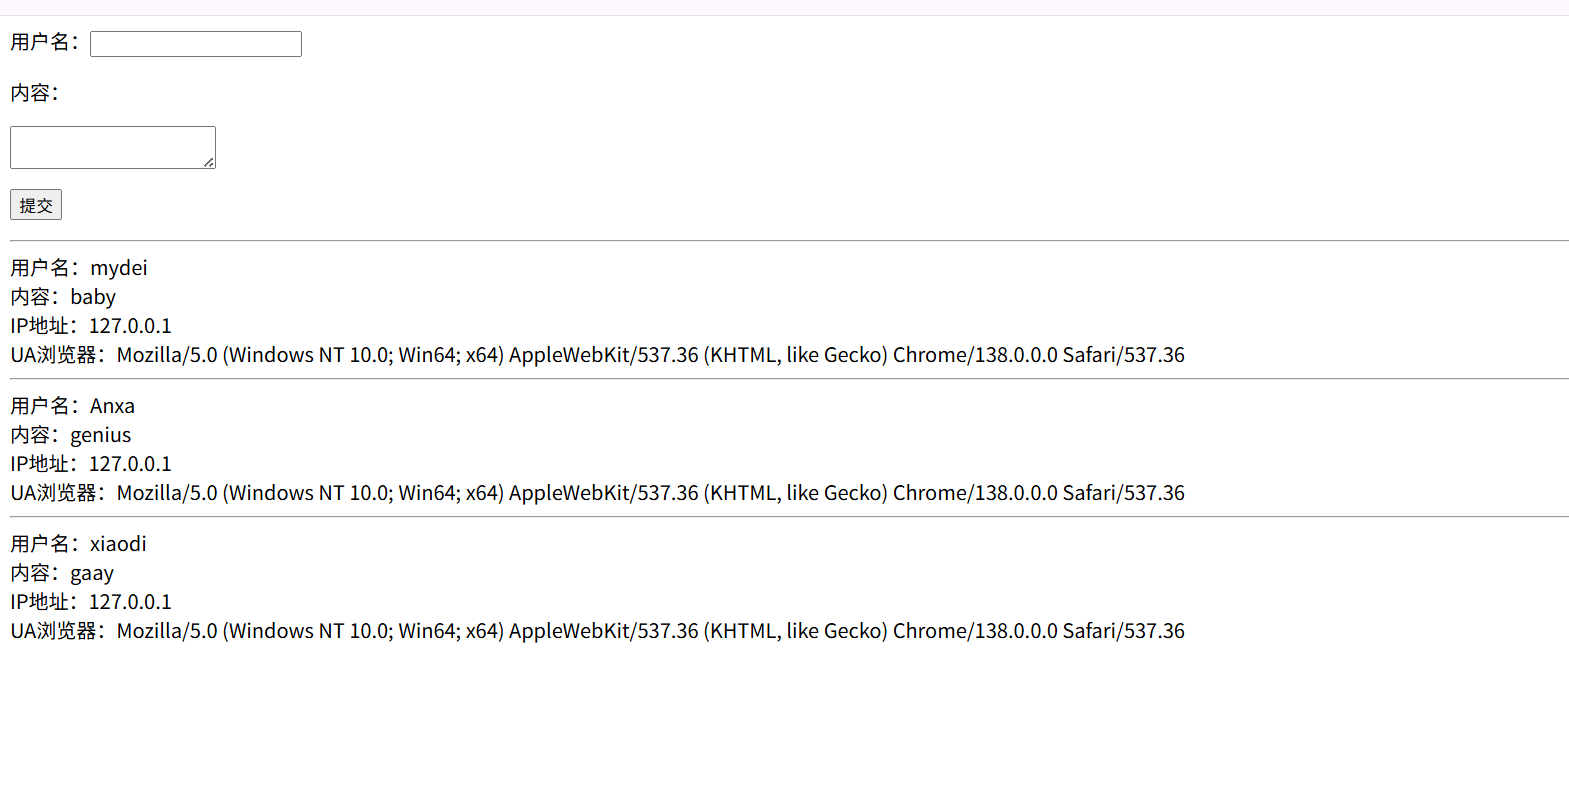 用户名：
内容：
提交
用户名：mydei
内容：baby
IP地址：127.0.0.1
UA浏览器：Mozilla/5.0 (Windows NT 10.0; Win64; x64) AppleWebKit/537.36 (KHTML, like Gecko) Chrome/138.0.0.0 Safari/537.36
用户名：Anxa
内容：genius
IP地址：127.0.0.1
UA浏览器：Mozilla/5.0 (Windows NT 10.0; Win64; x64) AppleWebKit/537.36 (KHTML, like Gecko) Chrome/138.0.0.0 Safari/537.36
用户名：xiaodi
内容：gaay
IP地址：127.0.0.1
UA浏览器：Mozilla/5.0 (Windows NT 10.0; Win64; x64) AppleWebKit/537.36 (KHTML, like Gecko) Chrome/138.0.0.0 Safari/537.36